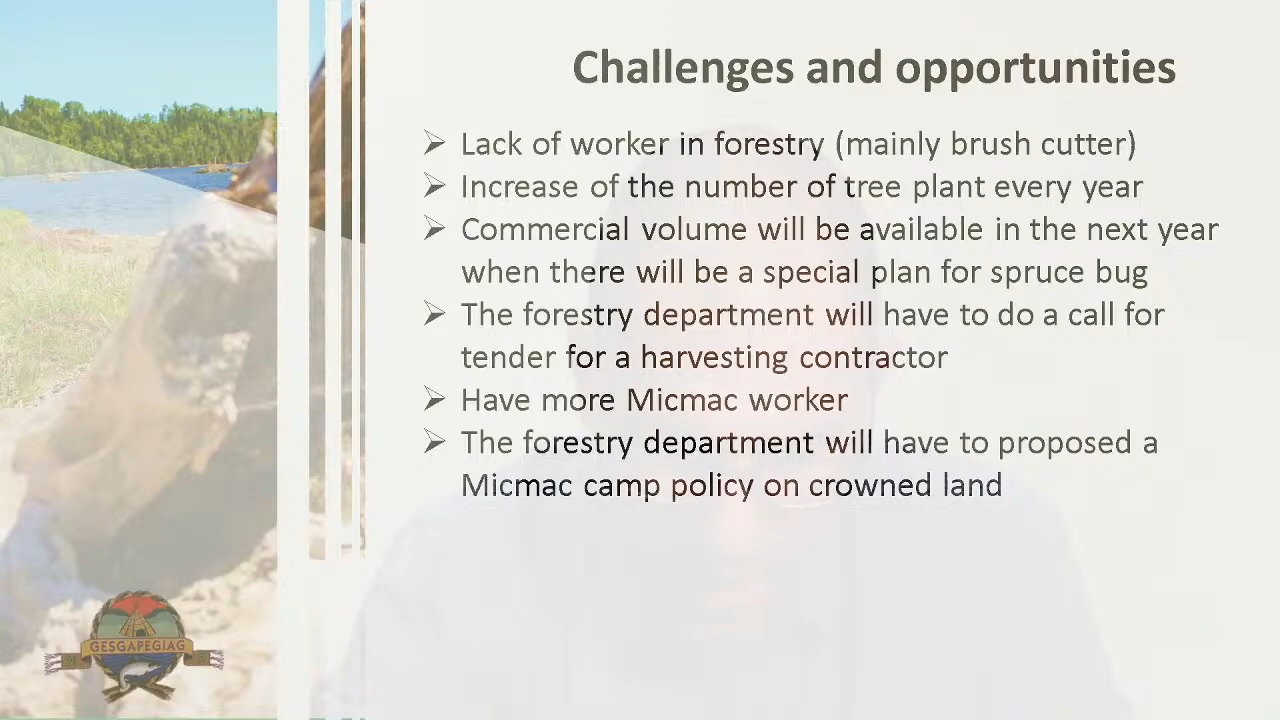 Challenges and opportunities
➢ Lack of worker in forestry (mainly brush cutter)
➢ Increase of the number of tree plant every year
➢ Commercial volume will be available in the next year
when there will be a special plan for spruce bug
➢ The forestry department will have to do a call for
tender for a harvesting contractor
➢ Have more Micmac worker
➢ The forestry department will have to proposed a
Micmac camp policy on crowned land
GESGAPEGIAG